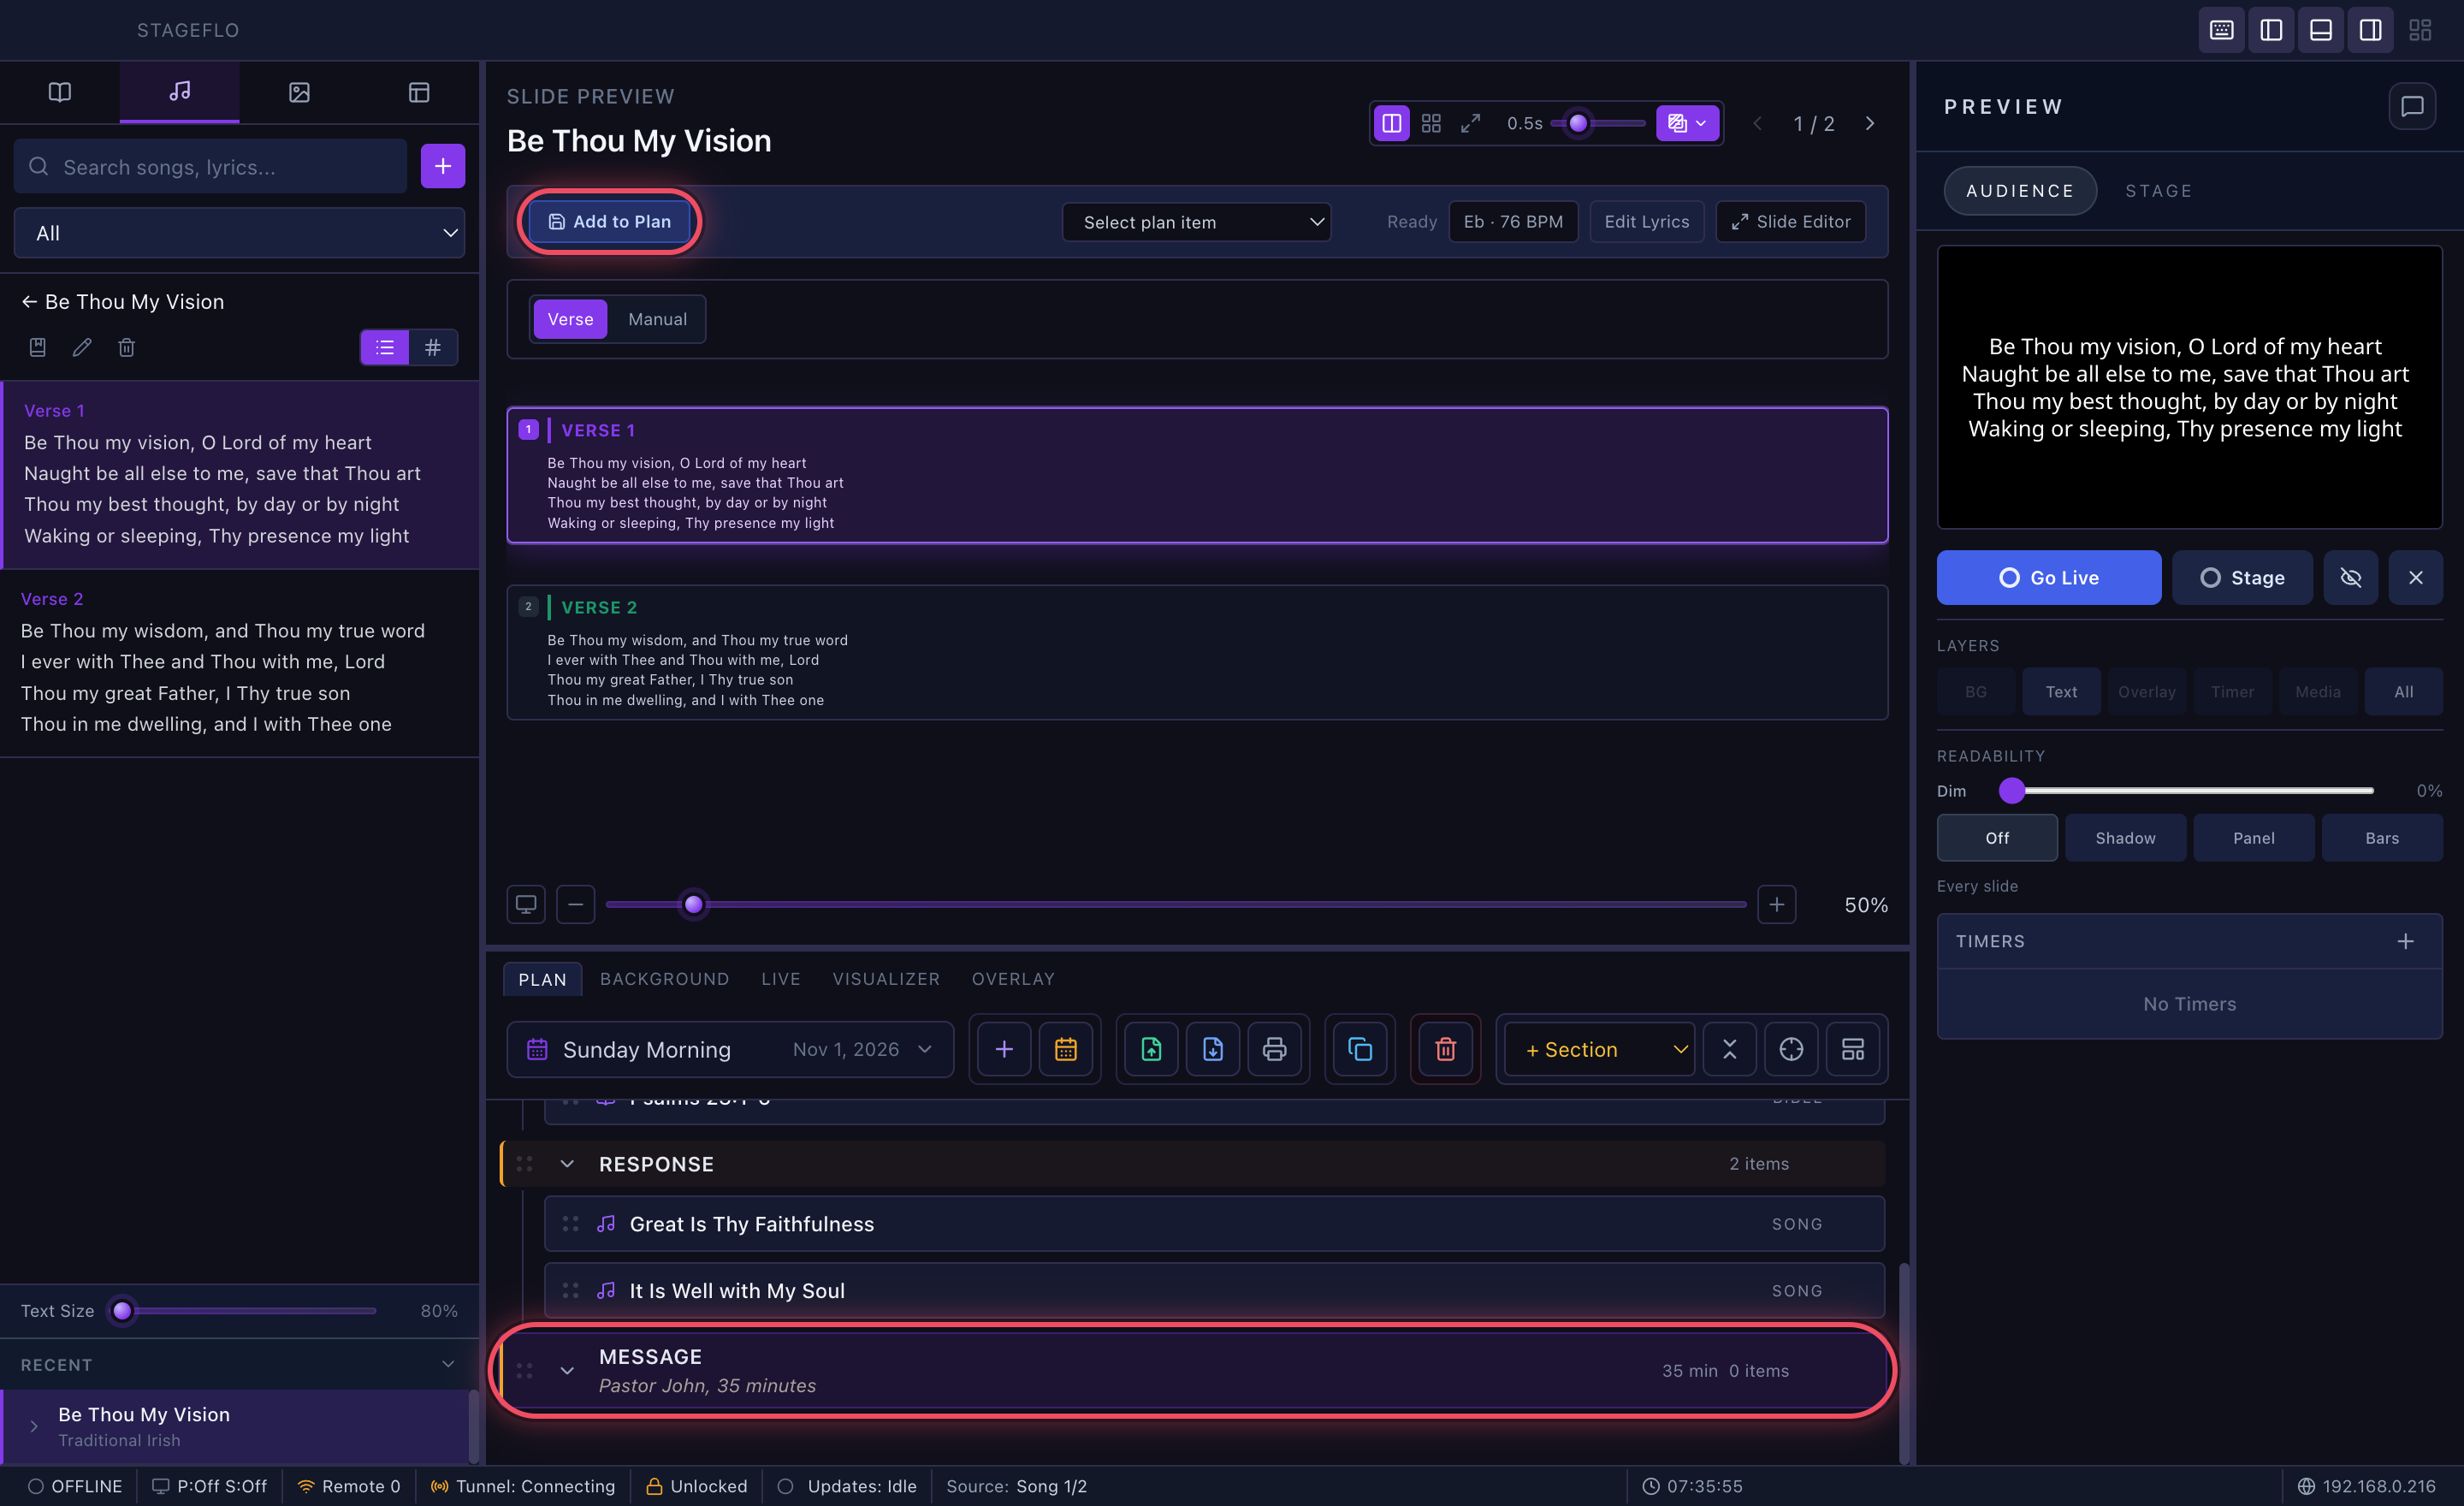 STAGEFLO
Search songs, lyrics...
All
Be Thou My Vision
Verse 1
Be Thou my vision, O Lord of my heart
Naught be all else to me, save that Thou art
Thou my best thought, by day or by night
Waking or sleeping, Thy presence my light
Verse 2
Be Thou my wisdom, and Thou my true word
I ever with Thee and Thou with me, Lord
Thou my great Father, I Thy true son
Thou in me dwelling, and I with Thee one
Text Size 80%
RECENT
Be Thou My Vision
Traditional Irish
SLIDE PREVIEW
Be Thou My Vision
0.5s
1 / 2
Add to Plan
Select plan item
Ready
Eb · 76 BPM
Edit Lyrics
Slide Editor
Verse
Manual
1 VERSE 1
Be Thou my vision, O Lord of my heart
Naught be all else to me, save that Thou art
Thou my best thought, by day or by night
Waking or sleeping, Thy presence my light
2 VERSE 2
Be Thou my wisdom, and Thou my true word
I ever with Thee and Thou with me, Lord
Thou my great Father, I Thy true son
Thou in me dwelling, and I with Thee one
50%
PLAN BACKGROUND LIVE VISUALIZER OVERLAY
Sunday Morning Nov 1, 2026
+ Section
RESPONSE 2 items
Great Is Thy Faithfulness SONG
It Is Well with My Soul SONG
MESSAGE
Pastor John, 35 minutes
35 min 0 items
PREVIEW
AUDIENCE STAGE
Be Thou my vision, O Lord of my heart
Naught be all else to me, save that Thou art
Thou my best thought, by day or by night
Waking or sleeping, Thy presence my light
Go Live
Stage
LAYERS
BG Text Overlay Timer Media All
READABILITY
Dim 0%
Off Shadow Panel Bars
Every slide
TIMERS
No Timers
OFFLINE
P:Off S:Off
Remote 0
Tunnel: Connecting
Unlocked
Updates: Idle
Source: Song 1/2
07:35:55
192.168.0.216